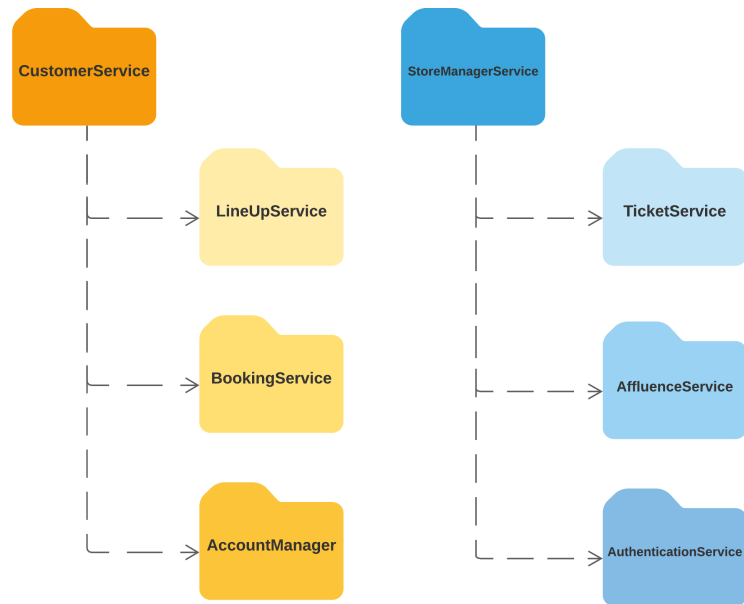 CustomerService
StoreManagerService
LineUpService
TicketService
BookingService
AffluenceService
AccountManager
AuthenticationService